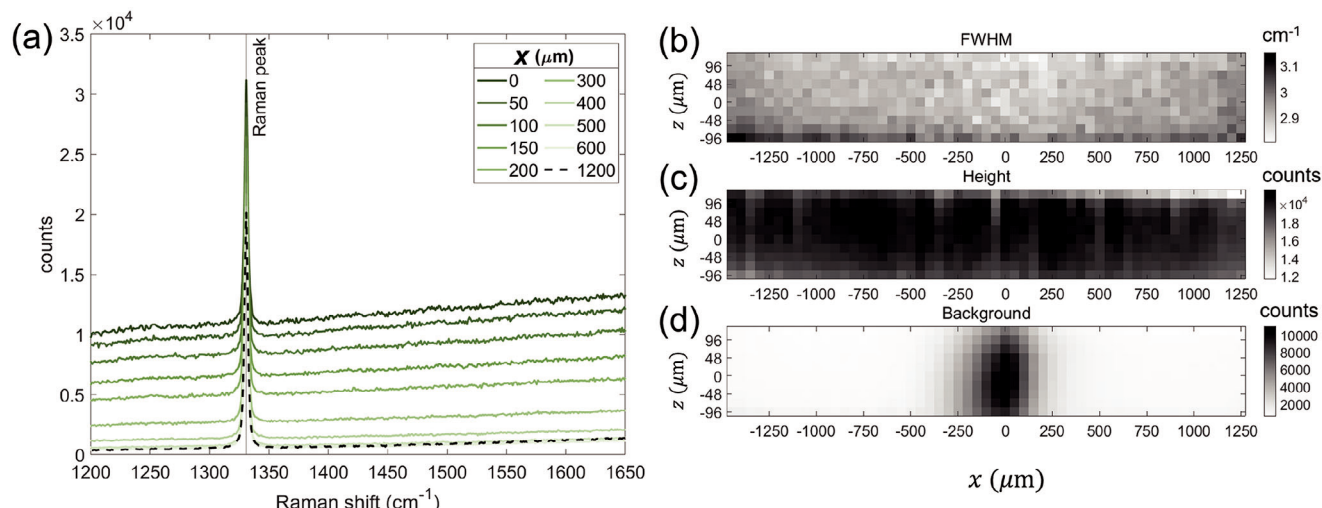 (a)
×10⁴
3.5
3
2.5
2
1.5
1
0.5
0
counts
1200 1250 1300 1350 1400 1450 1500 1550 1600 1650
Raman shift (cm⁻¹)
Raman peak
x (μm)
0 300
50 400
100 500
150 600
200 1200
(b)
FWHM
cm⁻¹
z (μm)
96
48
0
-48
-96
-1250 -1000 -750 -500 -250 0 250 500 750 1000 1250
3.1
3
2.9
(c)
Height
counts
×10⁴
z (μm)
96
48
0
-48
-96
-1250 -1000 -750 -500 -250 0 250 500 750 1000 1250
1.8
1.6
1.4
1.2
(d)
Background
counts
z (μm)
96
48
0
-48
-96
-1250 -1000 -750 -500 -250 0 250 500 750 1000 1250
10000
8000
6000
4000
2000
x (μm)